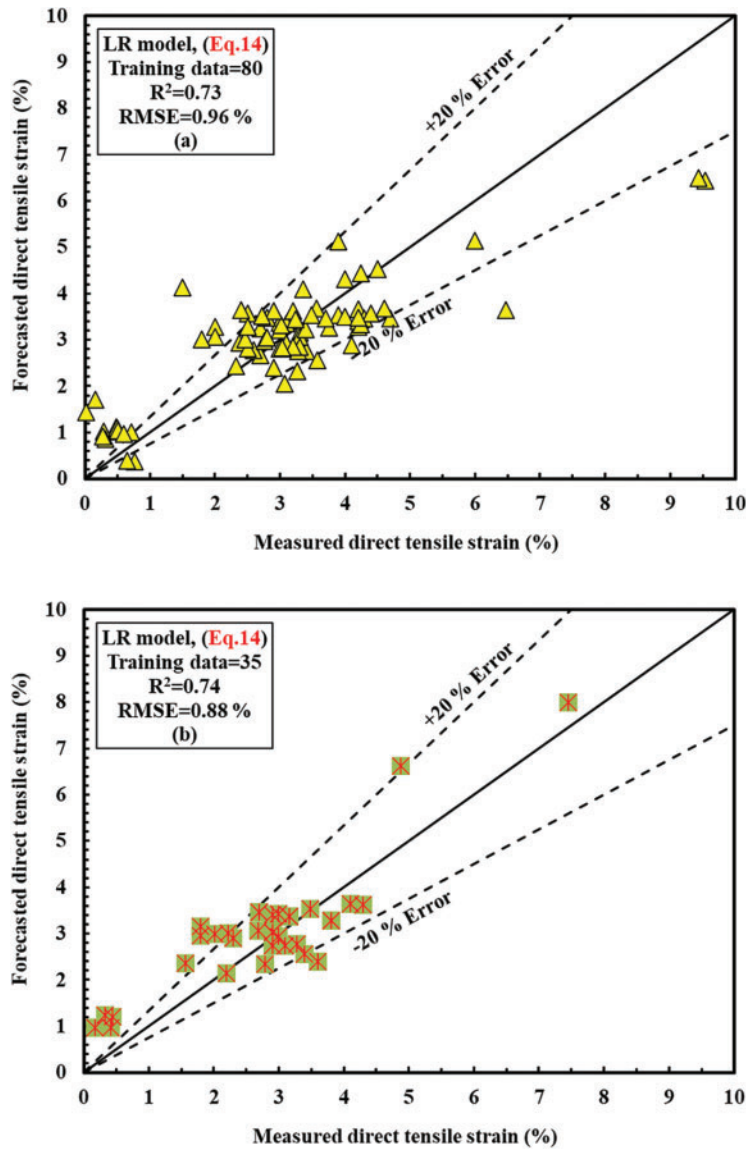 10
9
8
7
6
5
4
3
2
1
0
Forecasted direct tensile strain (%)
LR model, (Eq.14)
Training data=80
R²=0.73
RMSE=0.96 %
(a)
+20 % Error
-20 % Error
0 1 2 3 4 5 6 7 8 9 10
Measured direct tensile strain (%)
10
9
8
7
6
5
4
3
2
1
0
Forecasted direct tensile strain (%)
LR model, (Eq.14)
Training data=35
R²=0.74
RMSE=0.88 %
(b)
+20 % Error
-20 % Error
0 1 2 3 4 5 6 7 8 9 10
Measured direct tensile strain (%)